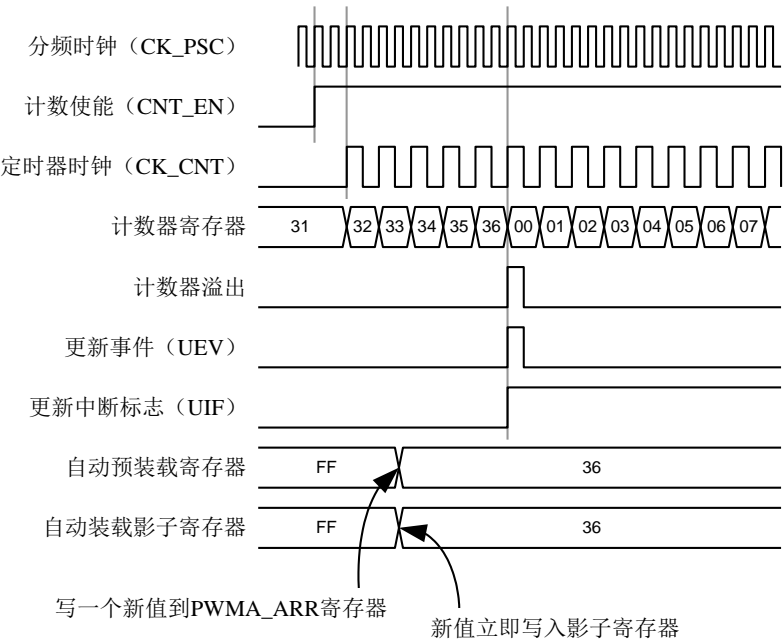 分频时钟（CK_PSC）
计数使能（CNT_EN）
定时器时钟（CK_CNT）
计数器寄存器 31 32 33 34 35 36 00 01 02 03 04 05 06 07
计数器溢出
更新事件（UEV）
更新中断标志（UIF）
自动预装载寄存器 FF 36
自动装载影子寄存器 FF 36
写一个新值到PWMA_ARR寄存器
新值立即写入影子寄存器